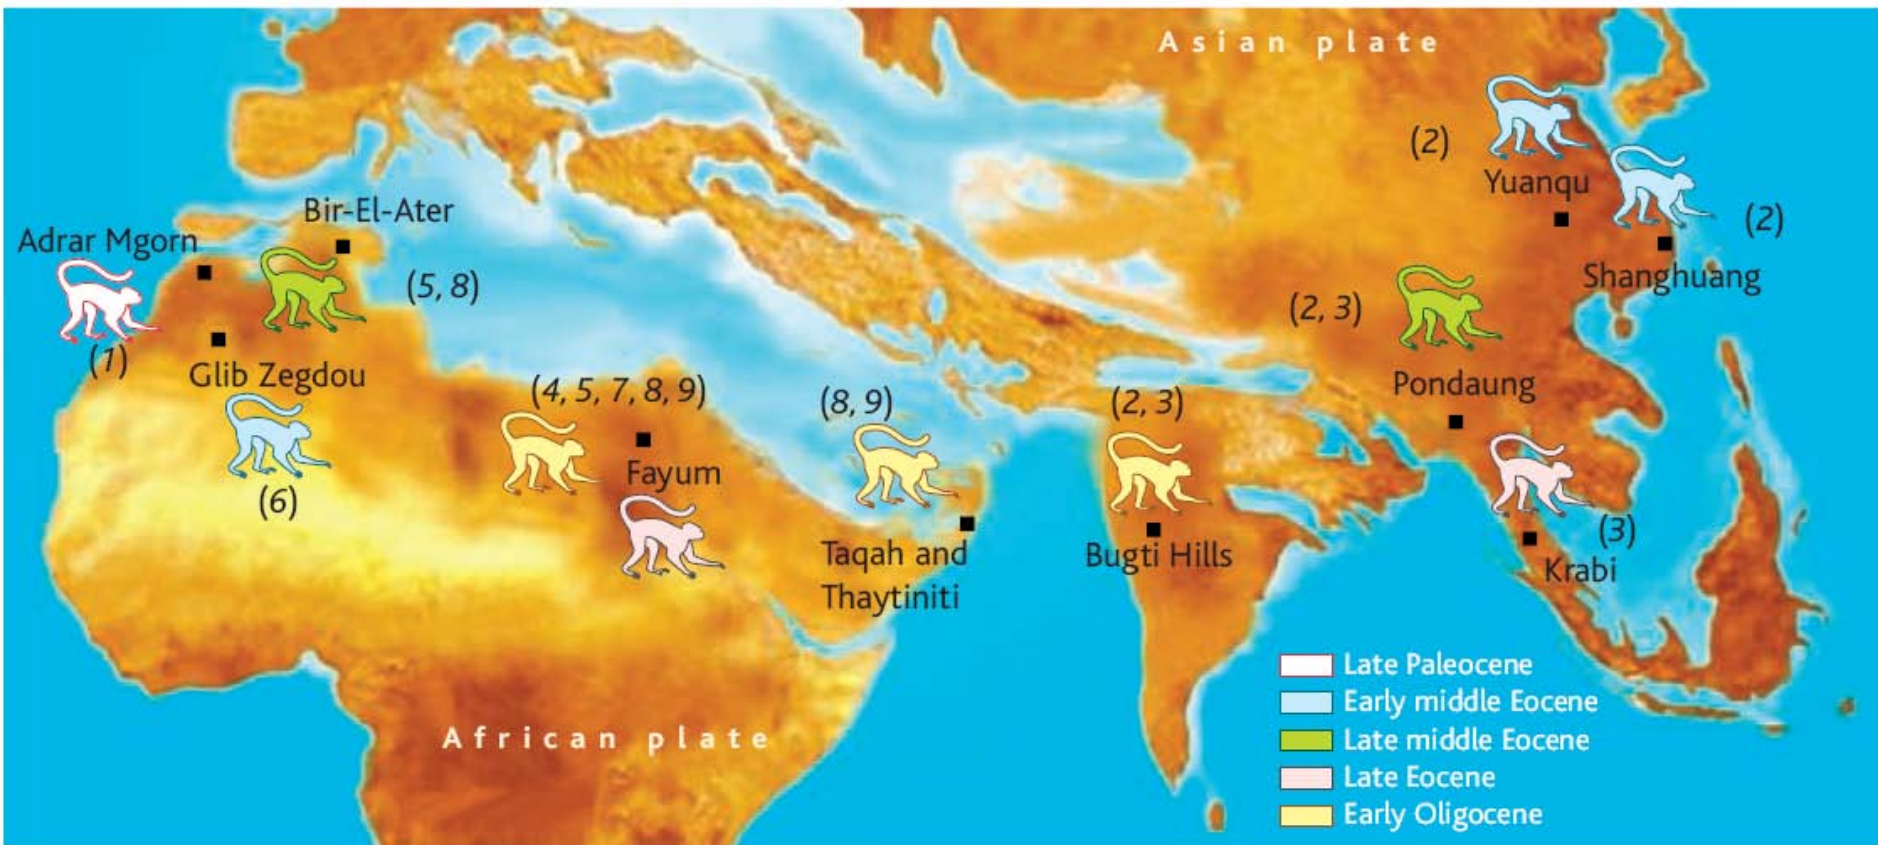 Asian plate
(2)
Yuanqu
(2)
Shanghuang
Bir-El-Ater
Adrar Mgorn
(5, 8)
(1)
Glib Zegdou
(6)
(4, 5, 7, 8, 9)
Fayum
(8, 9)
Taqah and
Thaytiniti
(2, 3)
Bugti Hills
(2, 3)
Pondaung
(3)
Krabi
African plate
Late Paleocene
Early middle Eocene
Late middle Eocene
Late Eocene
Early Oligocene